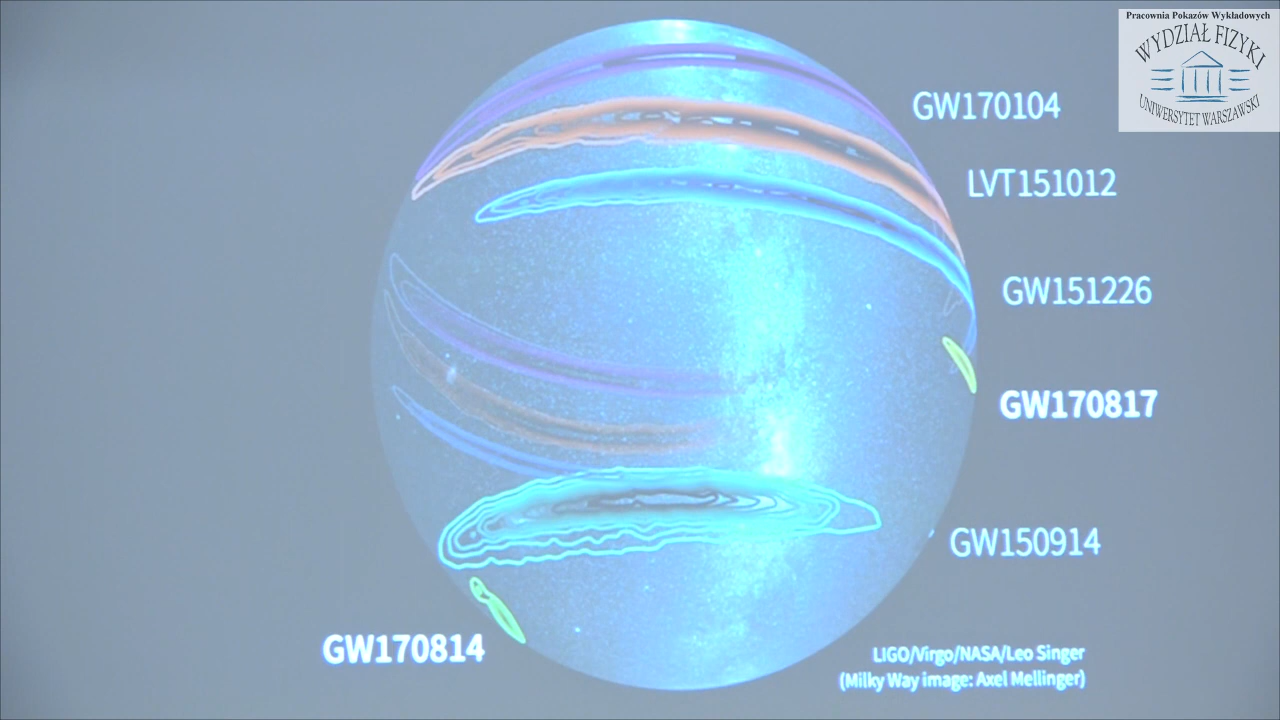 Pracownia Pokazów Wykładowych
WYDZIAŁ FIZYKI
UNIWERSYTET WARSZAWSKI
GW170104
LVT151012
GW151226
GW170817
GW150914
GW170814
LIGO/Virgo/NASA/Leo Singer
(Milky Way image: Axel Mellinger)